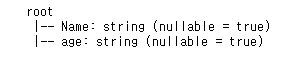 root
 |-- Name: string (nullable = true)
 |-- age: string (nullable = true)